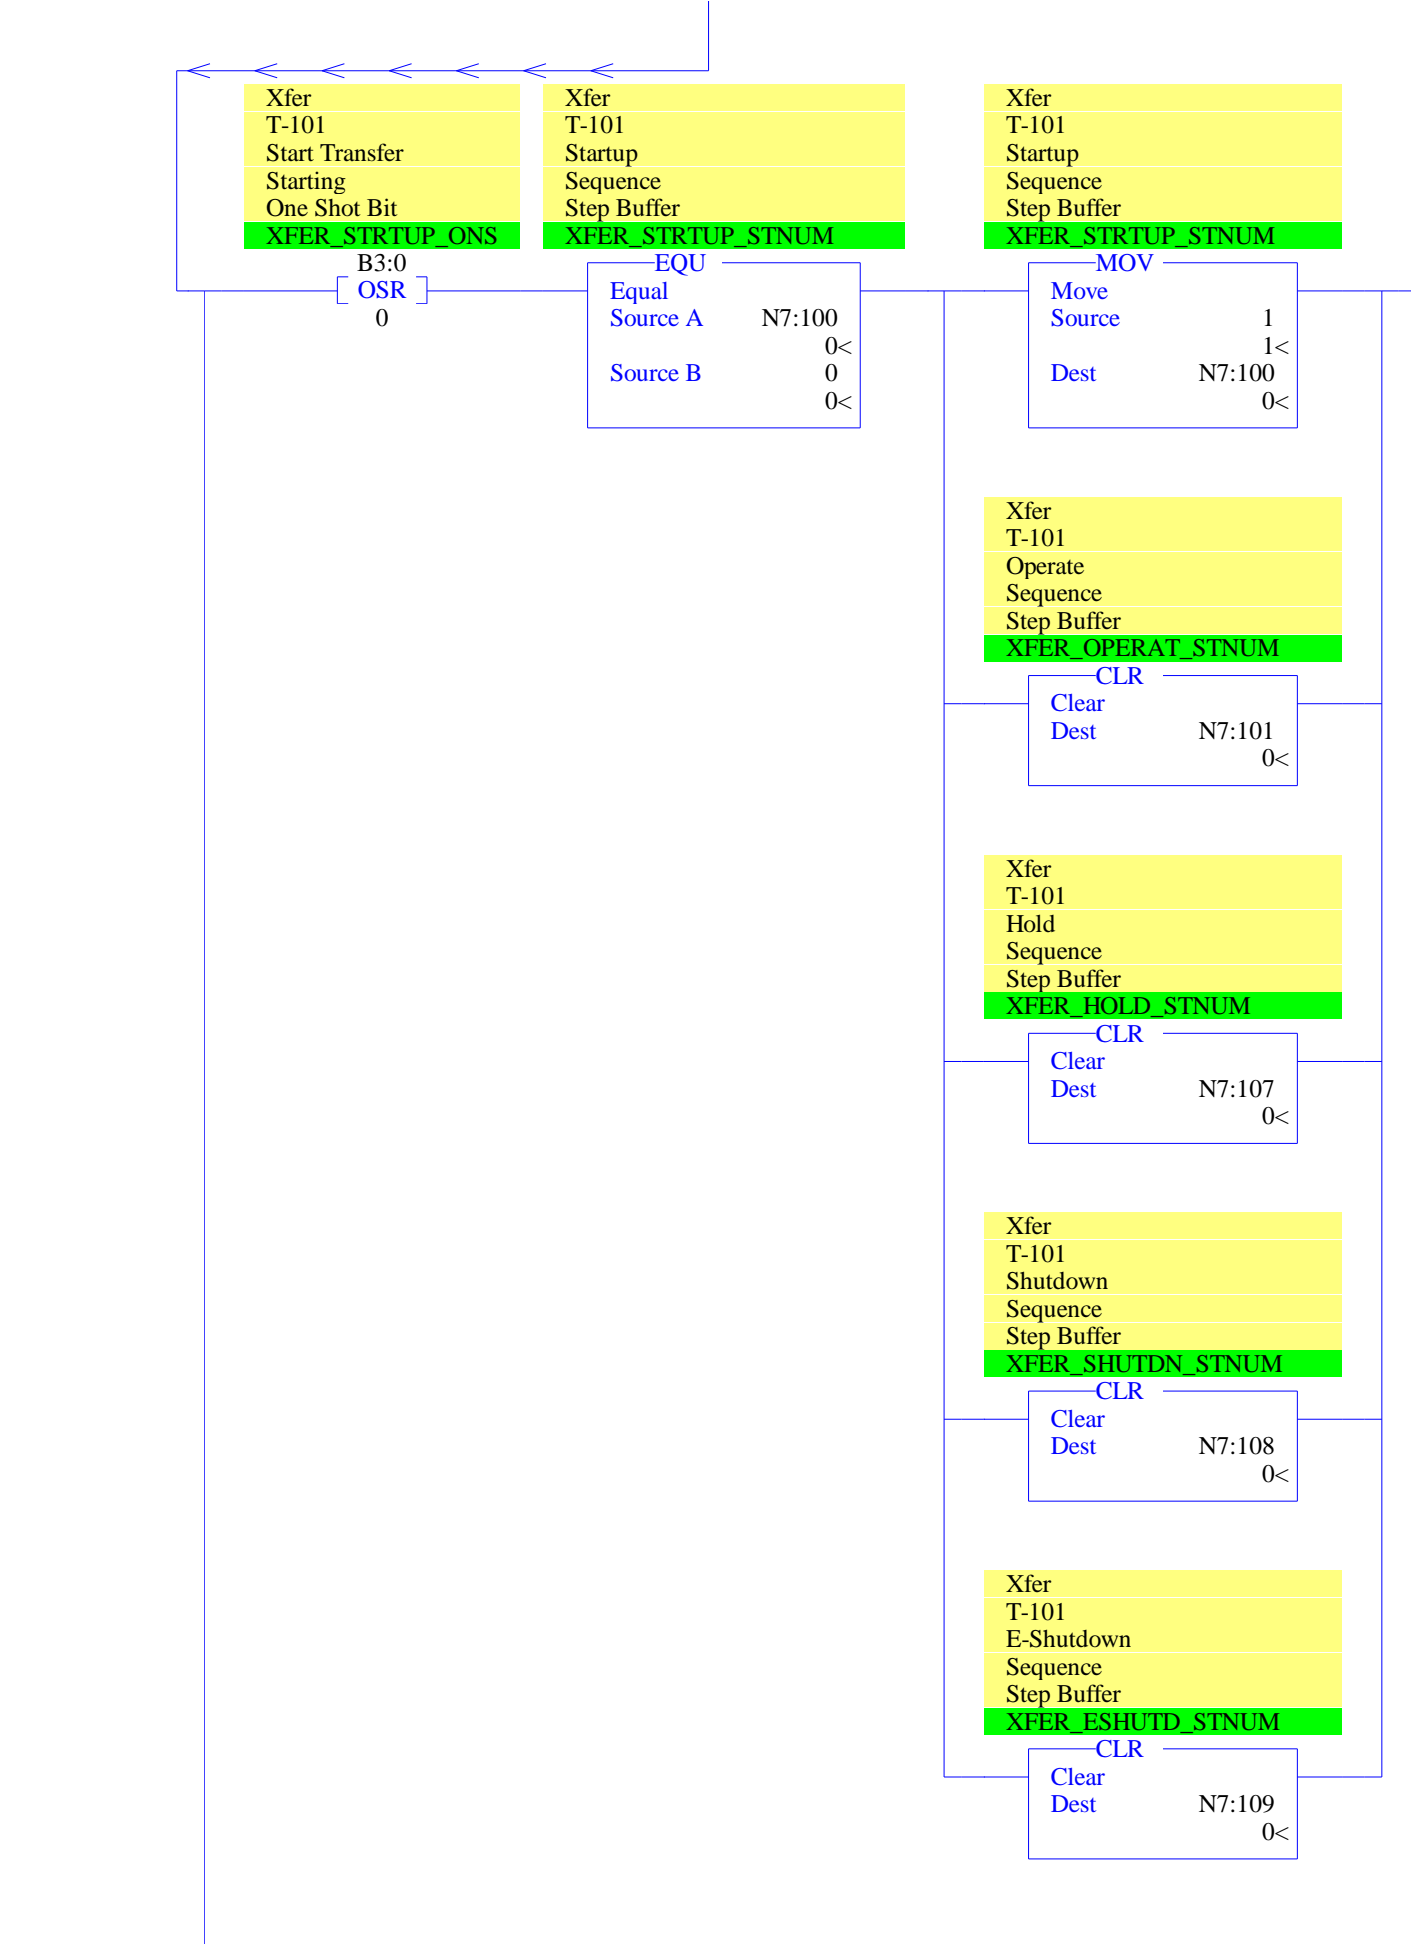 Xfer
T-101
Start Transfer
Starting
One Shot Bit
XFER_STRTUP_ONS
B3:0
OSR
0
Xfer
T-101
Startup
Sequence
Step Buffer
XFER_STRTUP_STNUM
EQU
Equal
Source A N7:100
0<
Source B 0
0<
Xfer
T-101
Startup
Sequence
Step Buffer
XFER_STRTUP_STNUM
MOV
Move
Source 1
1<
Dest N7:100
0<
Xfer
T-101
Operate
Sequence
Step Buffer
XFER_OPERAT_STNUM
CLR
Clear
Dest N7:101
0<
Xfer
T-101
Hold
Sequence
Step Buffer
XFER_HOLD_STNUM
CLR
Clear
Dest N7:107
0<
Xfer
T-101
Shutdown
Sequence
Step Buffer
XFER_SHUTDN_STNUM
CLR
Clear
Dest N7:108
0<
Xfer
T-101
E-Shutdown
Sequence
Step Buffer
XFER_ESHUTD_STNUM
CLR
Clear
Dest N7:109
0<